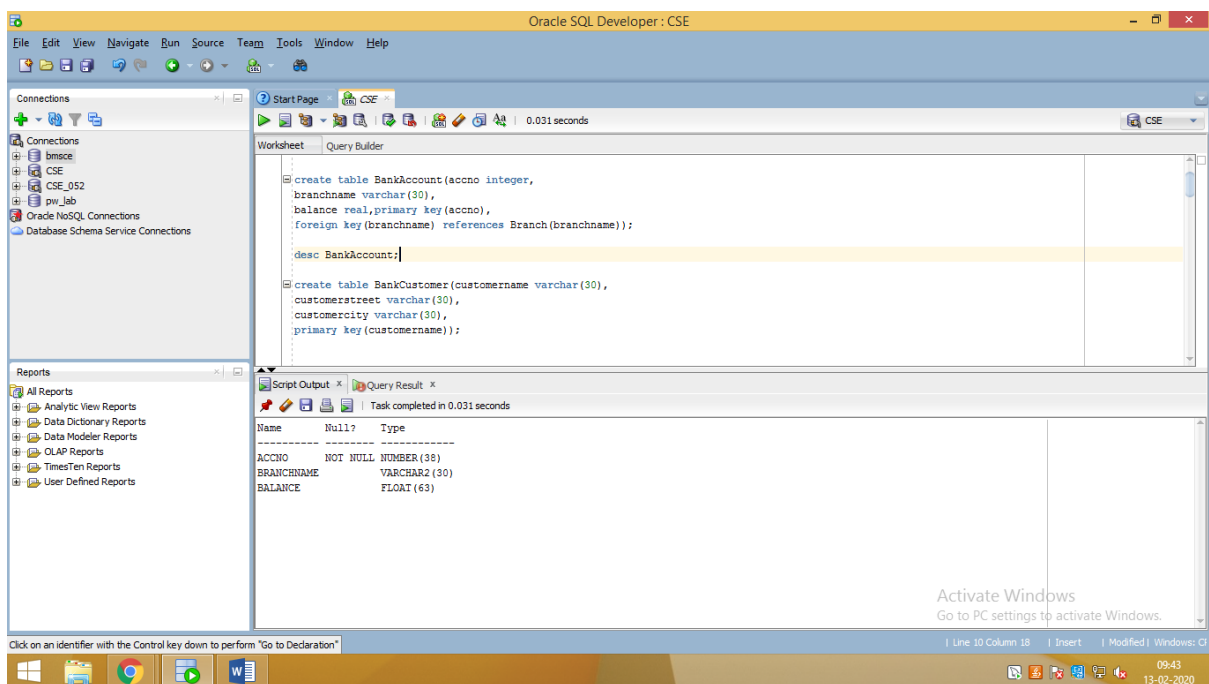 Oracle SQL Developer : CSE
File Edit View Navigate Run Source Team Tools Window Help
Connections
Connections
bmsce
CSE
CSE_052
pw_lab
Oracle NoSQL Connections
Database Schema Service Connections
Start Page CSE
0.031 seconds
CSE
Worksheet Query Builder
create table BankAccount(accno integer,
branchname varchar(30),
balance real,primary key(accno),
foreign key(branchname) references Branch(branchname));
desc BankAccount;
create table BankCustomer(customername varchar(30),
customerstreet varchar(30),
customercity varchar(30),
primary key(customername));
Reports
All Reports
Analytic View Reports
Data Dictionary Reports
Data Modeler Reports
OLAP Reports
TimesTen Reports
User Defined Reports
Script Output x Query Result x
Task completed in 0.031 seconds
Name Null? Type
---------- -------- ------------
ACCNO NOT NULL NUMBER(38)
BRANCHNAME VARCHAR2(30)
BALANCE FLOAT(63)
Activate Windows
Go to PC settings to activate Windows.
Click on an identifier with the Control key down to perform "Go to Declaration"
| Line 10 Column 18 | Insert | Modified | Windows:
09:43
13-02-2020